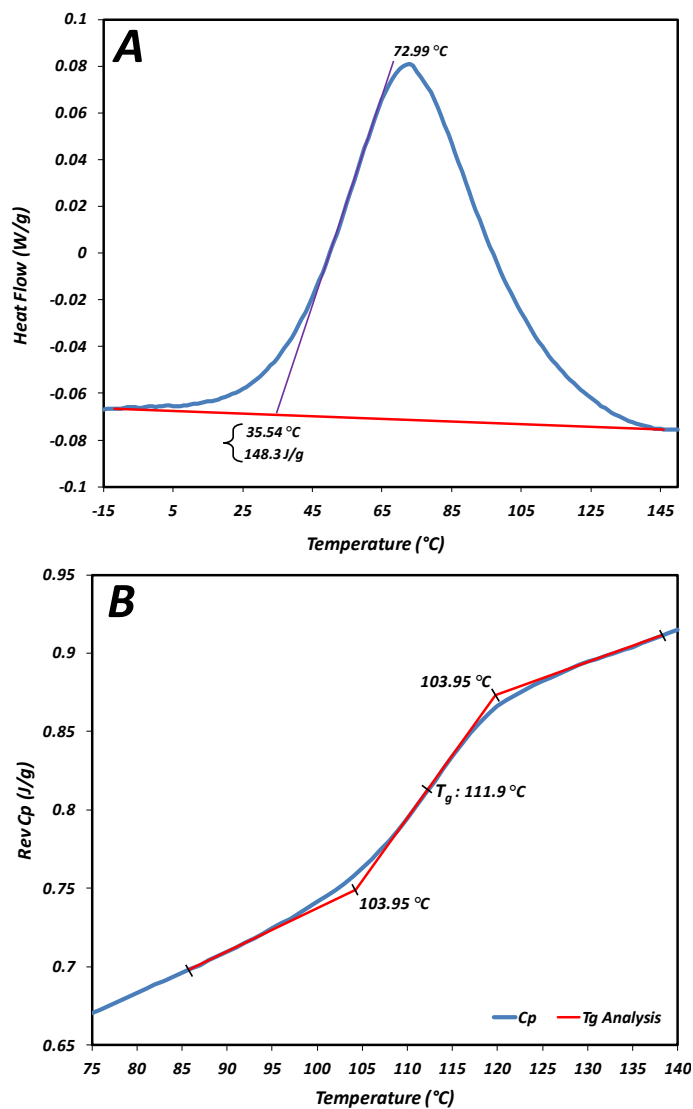 A
72.99 °C
0.1
0.08
0.06
0.04
0.02
0
-0.02
-0.04
-0.06
-0.08
-0.1
Heat Flow (W/g)
35.54 °C
148.3 J/g
-15 5 25 45 65 85 105 125 145
Temperature (°C)
B
0.95
0.9
0.85
0.8
0.75
0.7
0.65
Rev Cp (J/g)
103.95 °C
Tg : 111.9 °C
103.95 °C
Cp Tg Analysis
75 80 85 90 95 100 105 110 115 120 125 130 135 140
Temperature (°C)